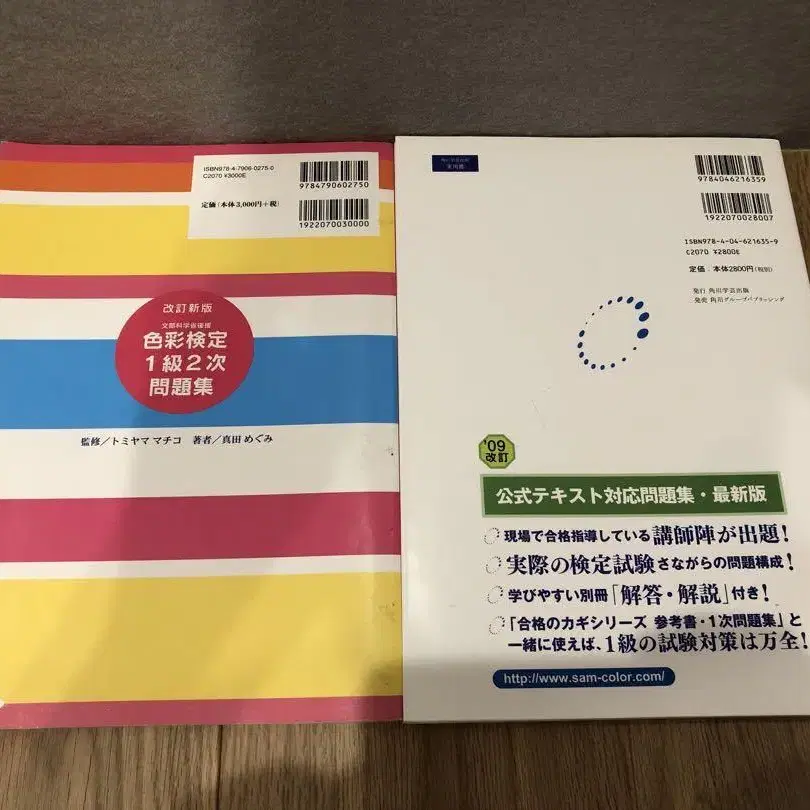 ISBN978-4-7906-0275-0
C2070 ¥3000E
9784790602750
定価(本体3,000円+税)
1922070030000
改訂新版
文部科学省後援
色彩検定
1級2次
問題集
監修/トミヤママチコ 著者/真田めぐみ
9784046216359
1922070028007
ISBN978-4-04-621635-9
C2070 ¥2800E
定価:本体2800円(税別)
発行 角川学芸出版
発売 角川グループパブリッシング
'09
改訂
公式テキスト対応問題集・最新版
現場で合格指導している講師陣が出題!
実際の検定試験さながらの問題構成!
学びやすい別冊「解答・解説」付き!
「合格のカギシリーズ 参考書・1次問題集」と
一緒に使えば、1級の試験対策は万全!
http://www.sam-color.com/